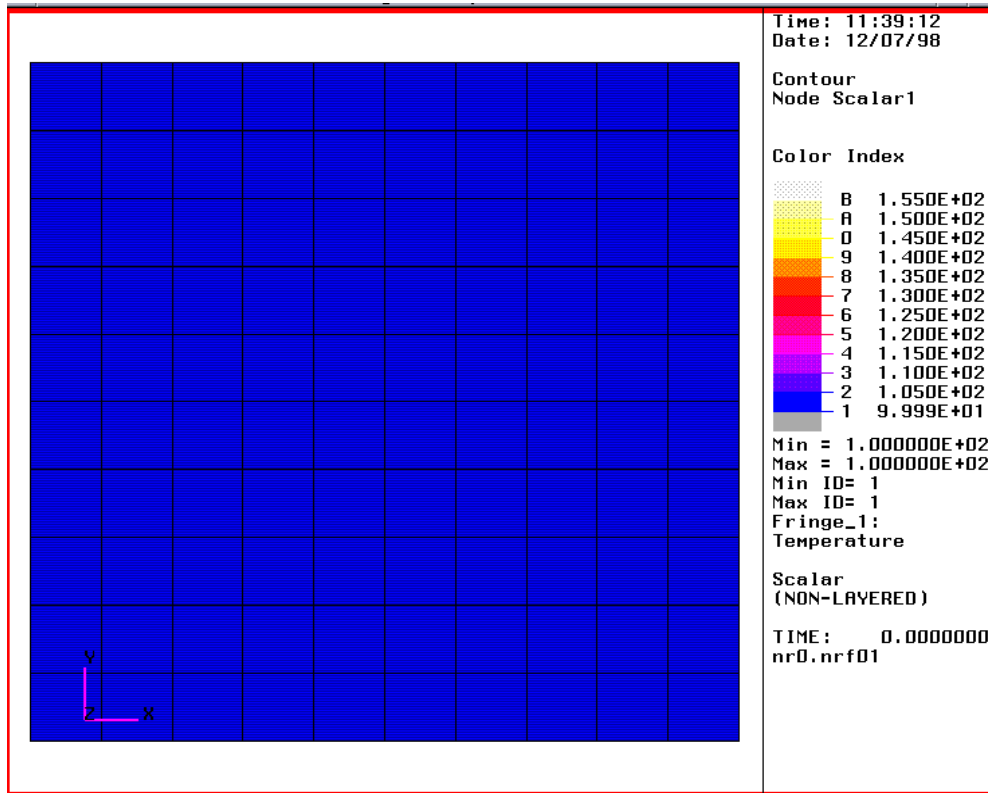 Time: 11:39:12
Date: 12/07/98
Contour
Node Scalar1
Color Index
B 1.550E+02
A 1.500E+02
0 1.450E+02
9 1.400E+02
8 1.350E+02
7 1.300E+02
6 1.250E+02
5 1.200E+02
4 1.150E+02
3 1.100E+02
2 1.050E+02
1 9.999E+01
Min = 1.000000E+02
Max = 1.000000E+02
Min ID= 1
Max ID= 1
Fringe_1:
Temperature
Scalar
(NON-LAYERED)
TIME: 0.0000000
nr0.nrf01
Y
Z X